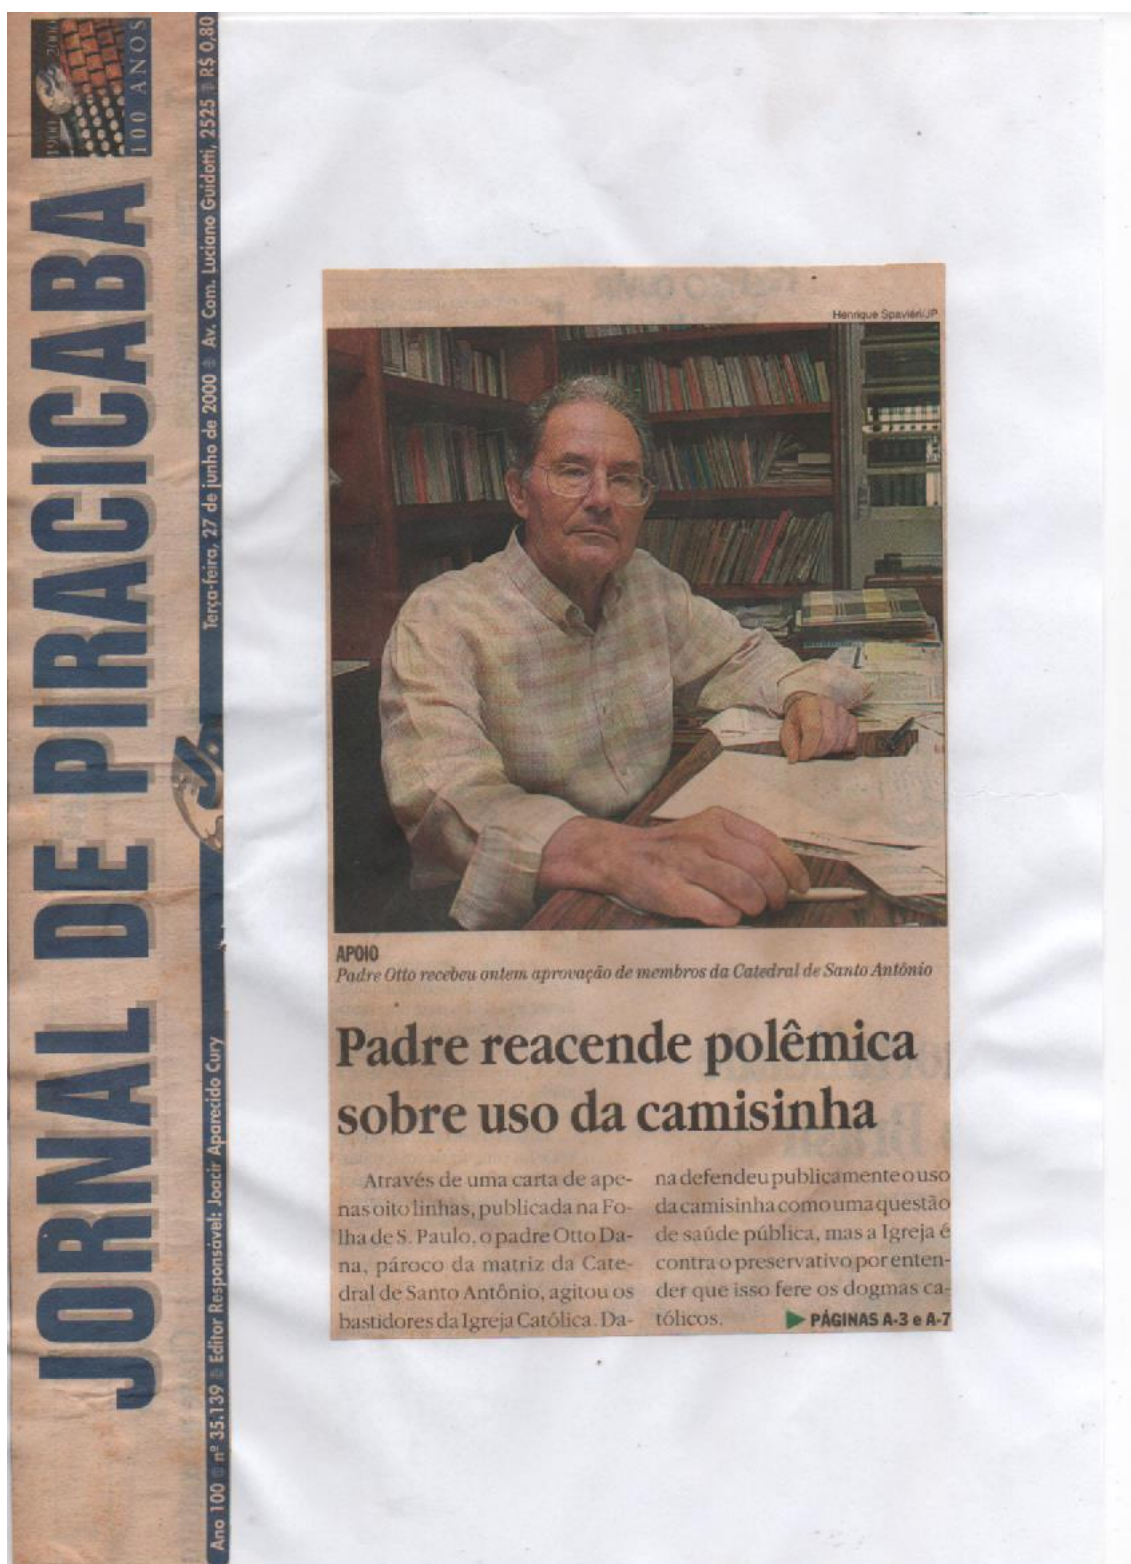 JORNAL DE PIRACICABA
1900 2000
100 ANOS
Ano 100 nº 35.139 Editor Responsável: Joacir Aparecido Cury
Terça-feira, 27 de junho de 2000 Av. Com. Luciano Guidotti, 2525 R$ 0,80
Henrique Spaviéri/JP
APOIO
Padre Otto recebeu ontem aprovação de membros da Catedral de Santo Antônio
Padre reacende polêmica
sobre uso da camisinha
Através de uma carta de ape-
nas oito linhas, publicada na Fo-
lha de S. Paulo, o padre Otto Da-
na, pároco da matriz da Cate-
dral de Santo Antônio, agitou os
bastidores da Igreja Católica. Da-
na defendeu publicamente o uso
da camisinha como uma questão
de saúde pública, mas a Igreja é
contra o preservativo por enten-
der que isso fere os dogmas ca-
tólicos.
PÁGINAS A-3 e A-7